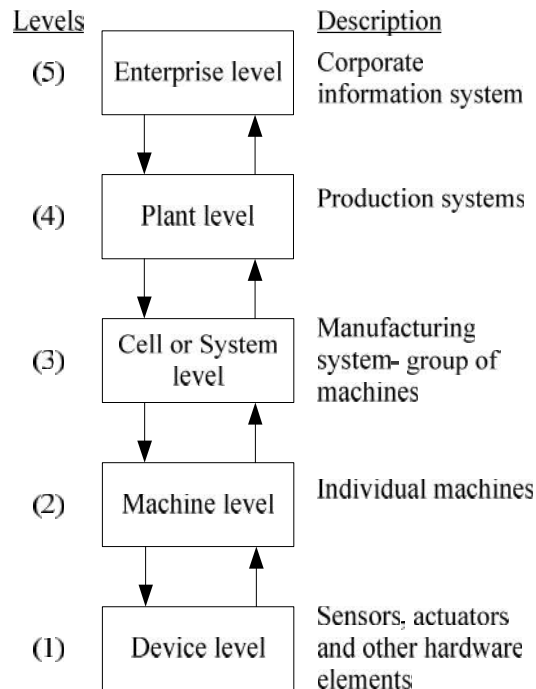 Levels
Description
(5)
Enterprise level
Corporate
information system
(4)
Plant level
Production systems
(3)
Cell or System
level
Manufacturing
system- group of
machines
(2)
Machine level
Individual machines
(1)
Device level
Sensors, actuators
and other hardware
elements